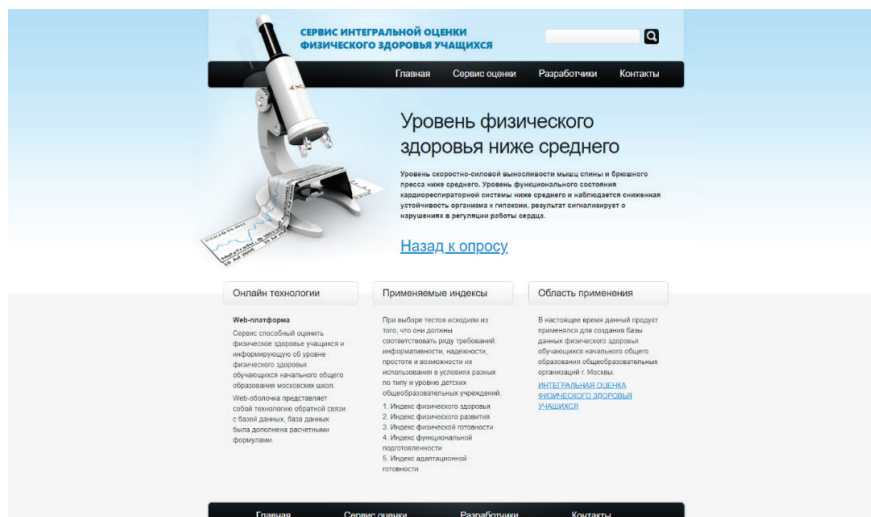 СЕРВИС ИНТЕГРАЛЬНОЙ ОЦЕНКИ
ФИЗИЧЕСКОГО ЗДОРОВЬЯ УЧАЩИХСЯ
Главная Сервис оценки Разработчики Контакты
Уровень физического
здоровья ниже среднего
Уровень скоростно-силовой выносливости мышц спины и брюшного
пресса ниже среднего. Уровень функционального состояния
кардиореспираторной системы ниже среднего и наблюдается сниженная
устойчивость организма к гипоксии, результат сигнализирует о
нарушениях в регуляции работы сердца.
Назад к опросу
Онлайн технологии
Web-платформа
Сервис способный оценить
физическое здоровье учащихся и
информирующую об уровне
физического здоровья
обучающихся начального общего
образования московских школ.
Web-оболочка представляет
собой технологию обратной связи
с базой данных, база данных
была дополнена расчетными
формулами.
Применяемые индексы
При выборе тестов исходили из
того, что они должны
соответствовать ряду требований:
информативности, надежности,
простоте и возможности их
использования в условиях разных
по типу и уровню детских
общеобразовательных учреждений.
1. Индекс физического здоровья
2. Индекс физического развития
3. Индекс физической готовности
4. Индекс функциональной
подготовленности
5. Индекс адаптационной
готовности
Область применения
В настоящее время данный продукт
применялся для создания базы
данных физического здоровья
обучающихся начального общего
образования общеобразовательных
организаций г. Москвы.
ИНТЕГРАЛЬНАЯ ОЦЕНКА
ФИЗИЧЕСКОГО ЗДОРОВЬЯ
УЧАЩИХСЯ
Главная Сервис оценки Разработчики Контакты